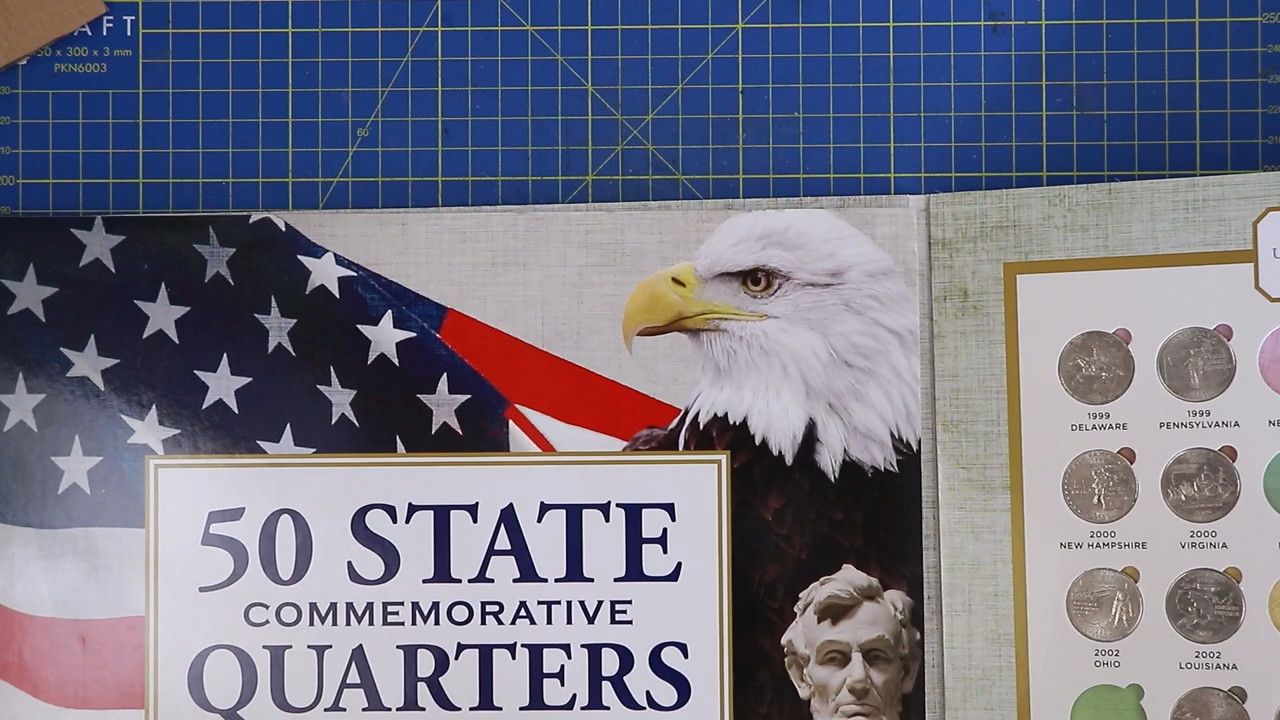 AFT
50 x 300 x 3 mm
PKN6003
60
50 STATE
COMMEMORATIVE
QUARTERS
1999
DELAWARE
1999
PENNSYLVANIA
2000
NEW HAMPSHIRE
2000
VIRGINIA
2002
OHIO
2002
LOUISIANA